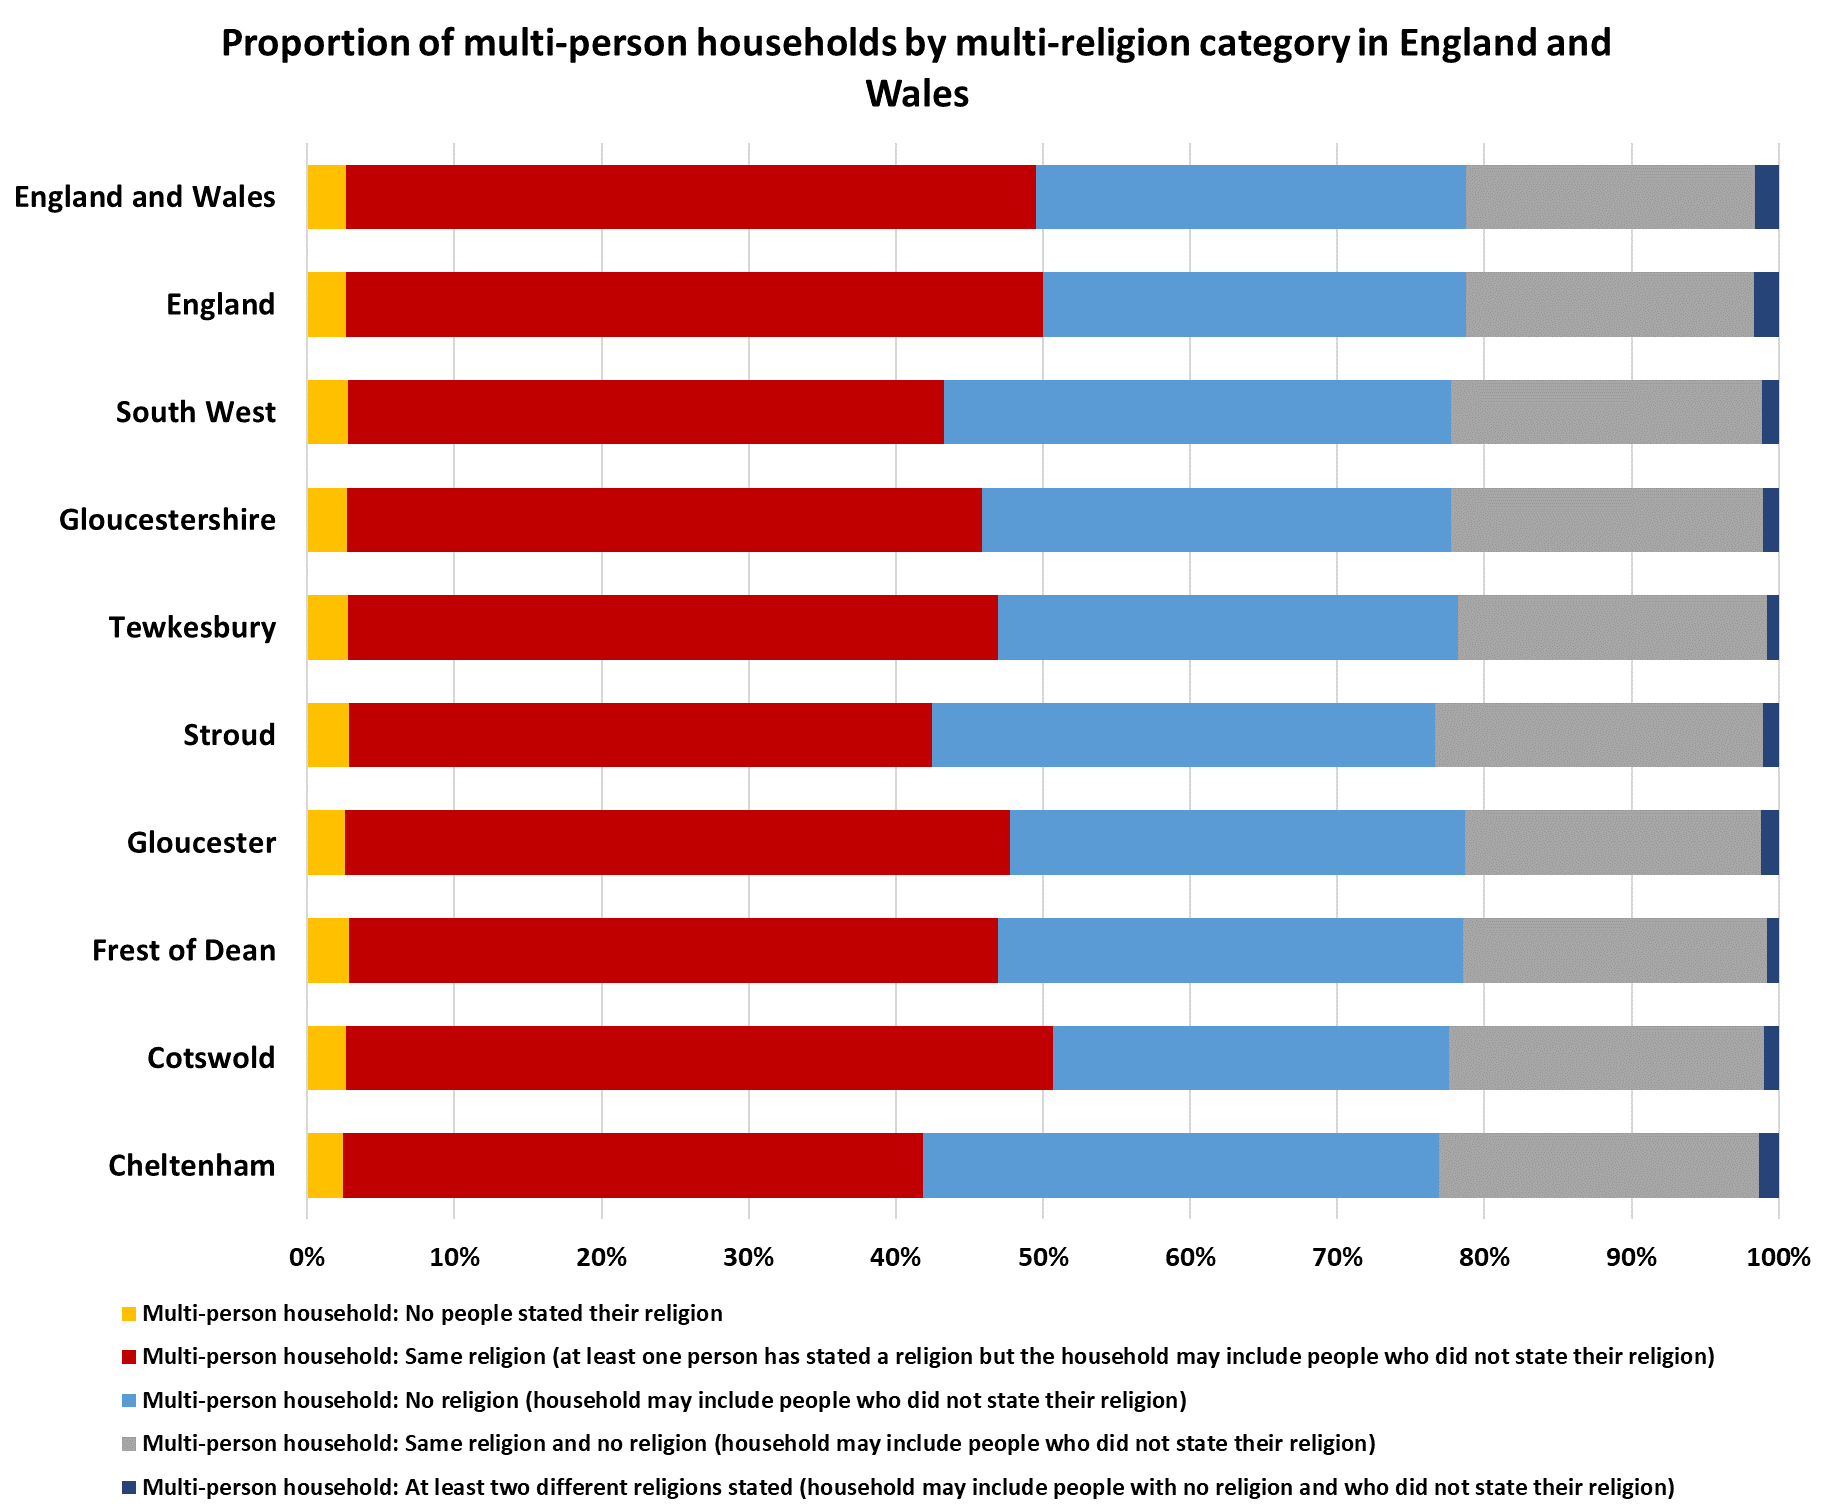 Proportion of multi-person households by multi-religion category in England and
Wales
England and Wales
England
South West
Gloucestershire
Tewkesbury
Stroud
Gloucester
Frest of Dean
Cotswold
Cheltenham
0% 10% 20% 30% 40% 50% 60% 70% 80% 90% 100%
Multi-person household: No people stated their religion
Multi-person household: Same religion (at least one person has stated a religion but the household may include people who did not state their religion)
Multi-person household: No religion (household may include people who did not state their religion)
Multi-person household: Same religion and no religion (household may include people who did not state their religion)
Multi-person household: At least two different religions stated (household may include people with no religion and who did not state their religion)